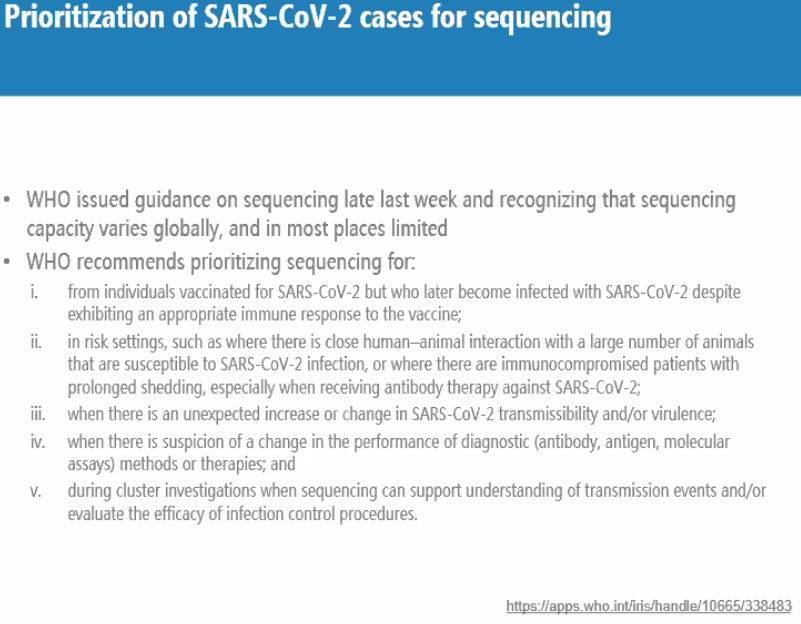 Prioritization of SARS-CoV-2 cases for sequencing
• WHO issued guidance on sequencing late last week and recognizing that sequencing
capacity varies globally, and in most places limited
• WHO recommends prioritizing sequencing for:
i. from individuals vaccinated for SARS-CoV-2 but who later become infected with SARS-CoV-2 despite
exhibiting an appropriate immune response to the vaccine;
ii. in risk settings, such as where there is close human–animal interaction with a large number of animals
that are susceptible to SARS-CoV-2 infection, or where there are immunocompromised patients with
prolonged shedding, especially when receiving antibody therapy against SARS-CoV-2;
iii. when there is an unexpected increase or change in SARS-CoV-2 transmissibility and/or virulence;
iv. when there is suspicion of a change in the performance of diagnostic (antibody, antigen, molecular
assays) methods or therapies; and
v. during cluster investigations when sequencing can support understanding of transmission events and/or
evaluate the efficacy of infection control procedures.
https://apps.who.int/iris/handle/10665/338483